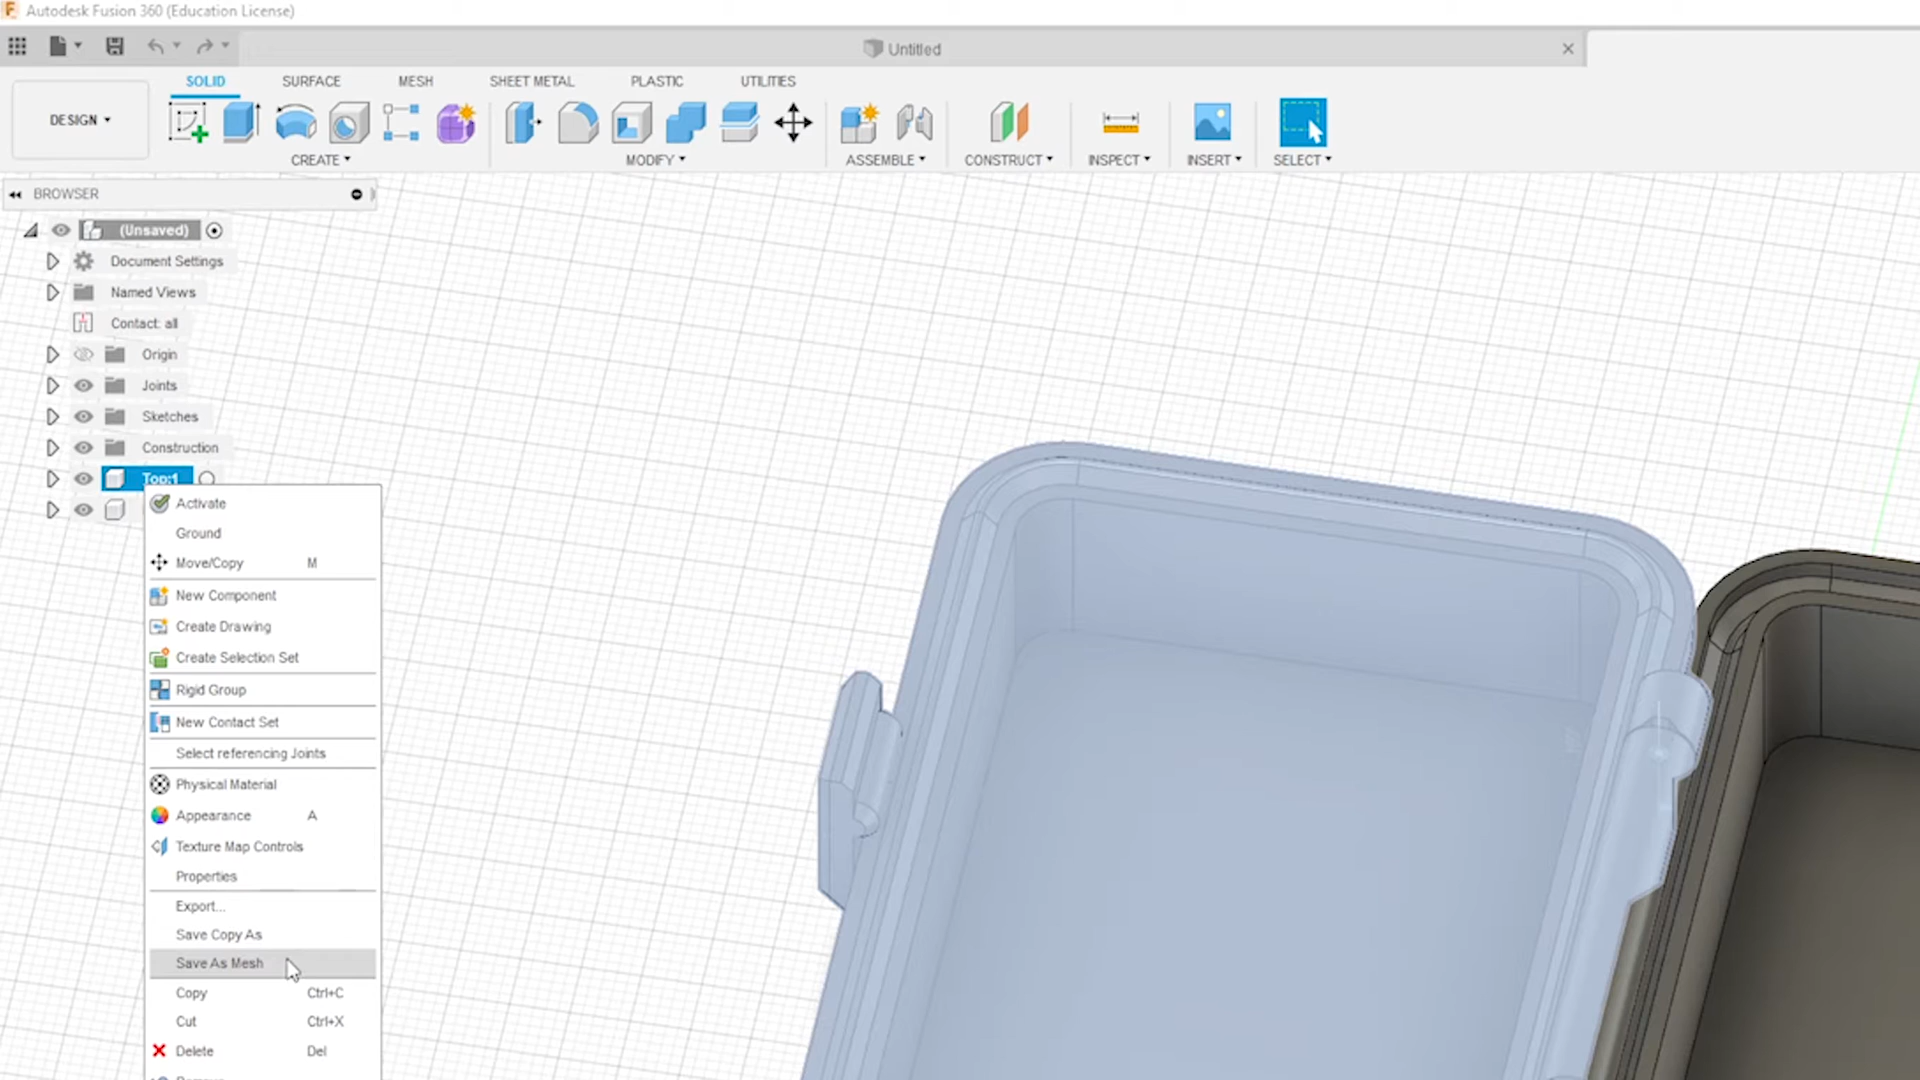 Autodesk Fusion 360 (Education License)
Untitled
SOLID SURFACE MESH SHEET METAL PLASTIC UTILITIES
DESIGN
CREATE MODIFY ASSEMBLE CONSTRUCT INSPECT INSERT SELECT
BROWSER
(Unsaved)
Document Settings
Named Views
Contact: all
Origin
Joints
Sketches
Construction
Top:1
Activate
Ground
Move/Copy M
New Component
Create Drawing
Create Selection Set
Rigid Group
New Contact Set
Select referencing Joints
Physical Material
Appearance A
Texture Map Controls
Properties
Export...
Save Copy As
Save As Mesh
Copy Ctrl+C
Cut Ctrl+X
Delete Del